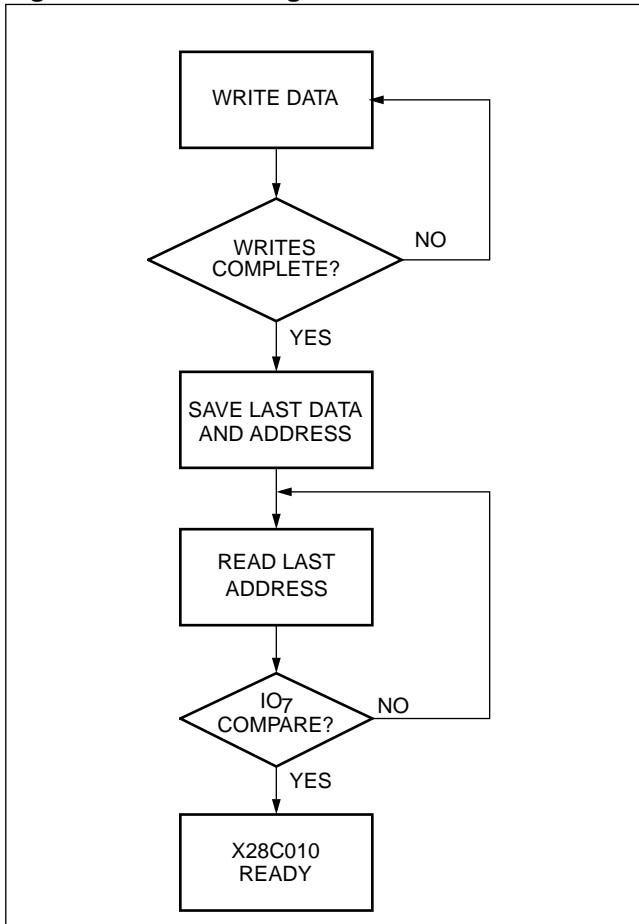 WRITE DATA
WRITES
COMPLETE?
NO
YES
SAVE LAST DATA
AND ADDRESS
READ LAST
ADDRESS
IO7
COMPARE?
NO
YES
X28C010
READY